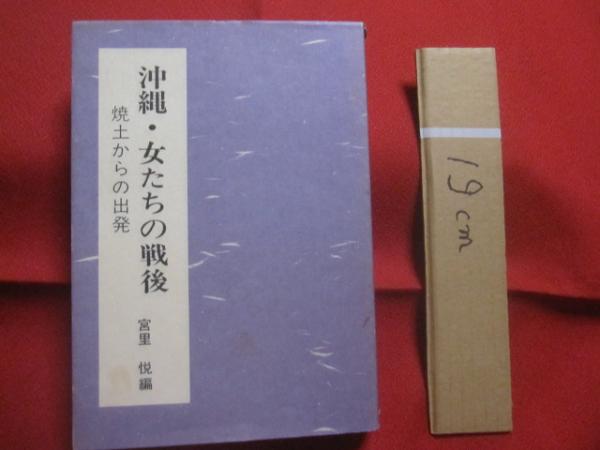 沖縄・女たちの戦後
焼土からの出発
宮里 悦編
19cm